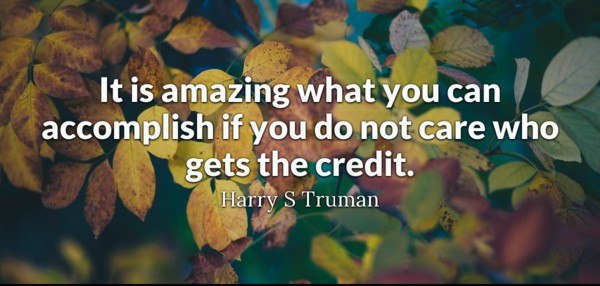 It is amazing what you can
accomplish if you do not care who
gets the credit.
Harry S Truman